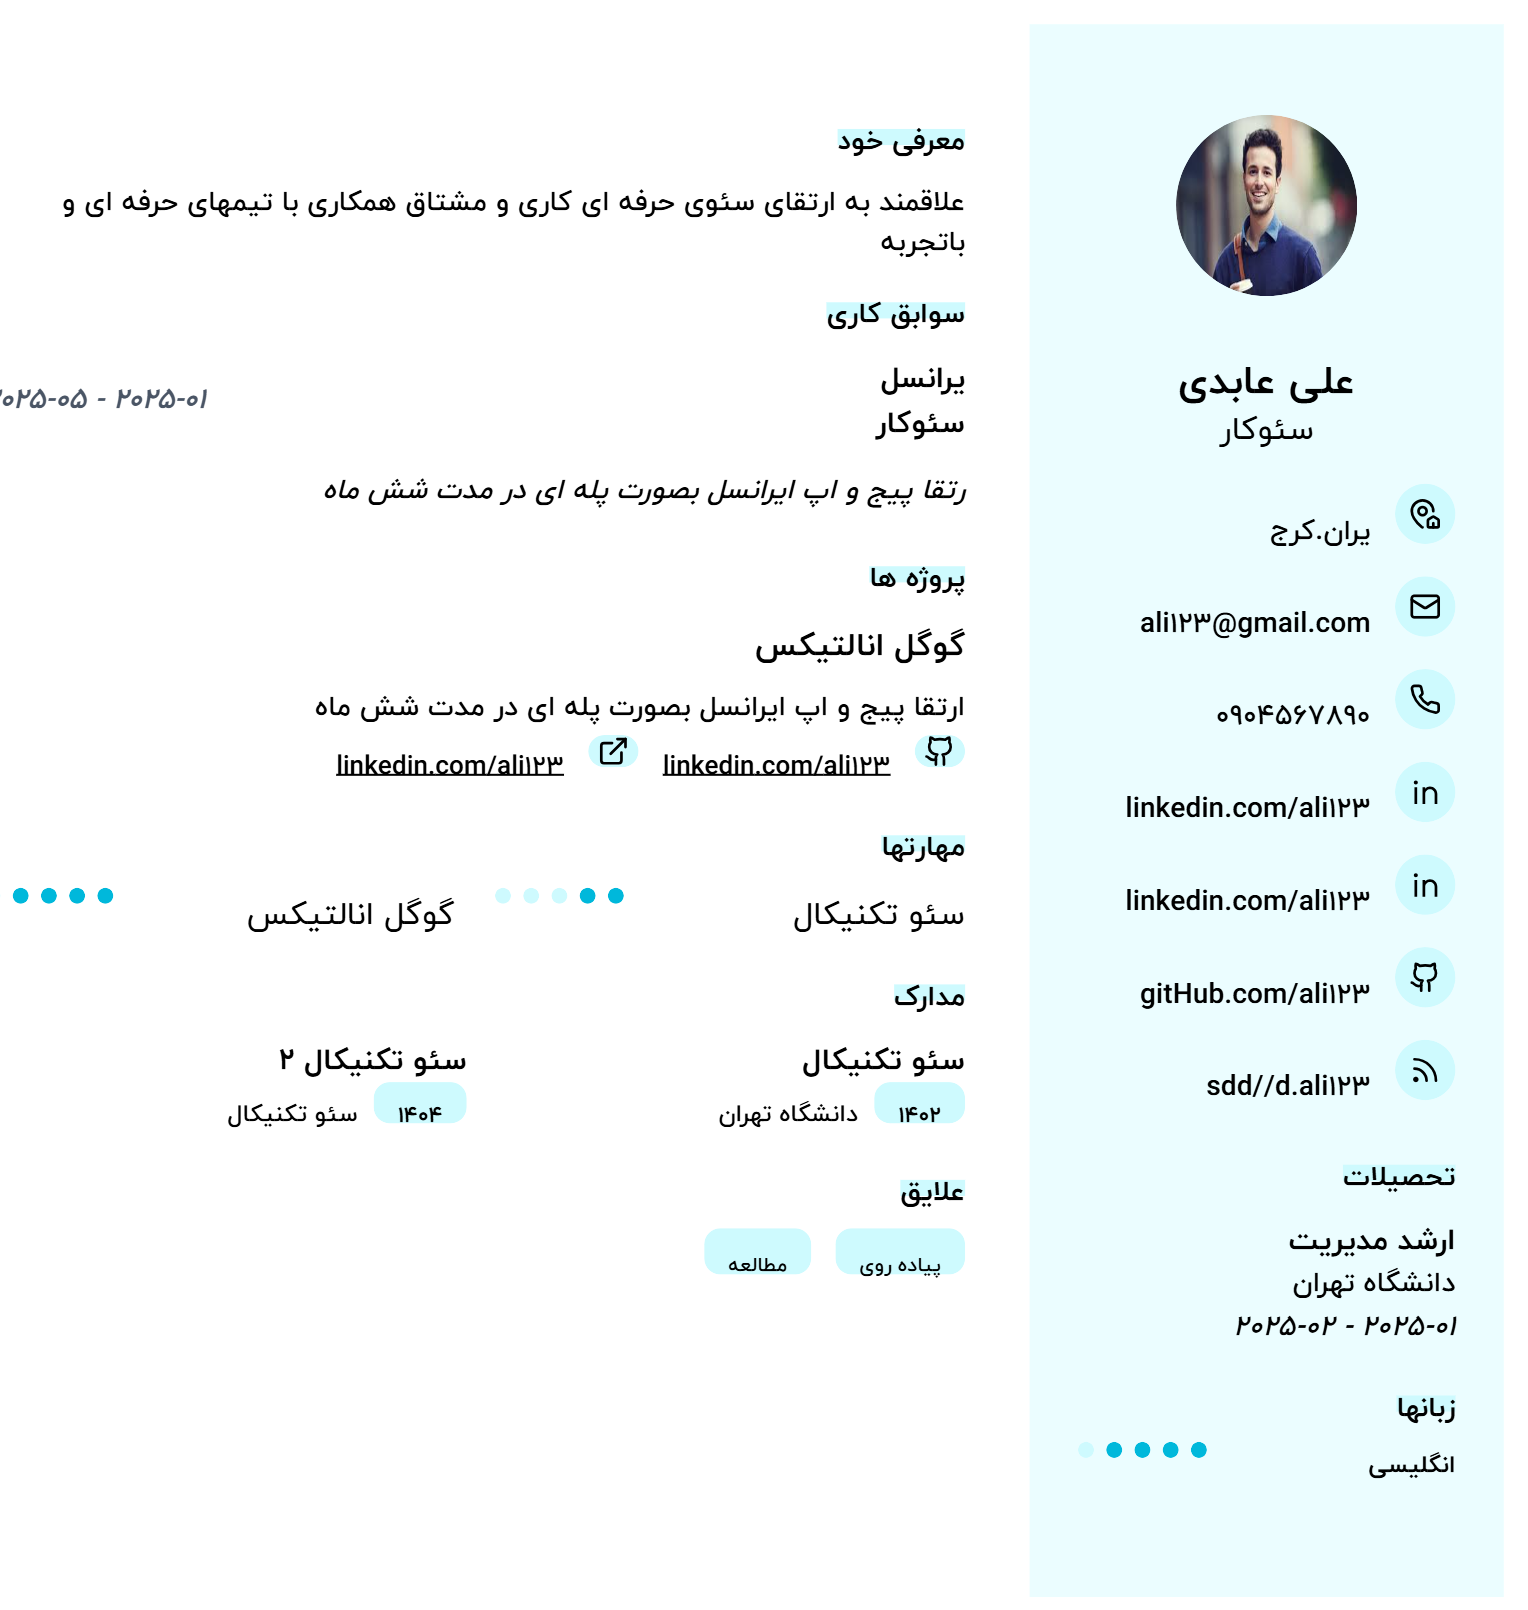 علی عابدی
سئوکار
یران.کرج
ali۱۲۳@gmail.com
۰۹۰۴۵۶۷۸۹۰
in
linkedin.com/ali۱۲۳
in
linkedin.com/ali۱۲۳
gitHub.com/ali۱۲۳
sdd//d.ali۱۲۳
تحصیلات
ارشد مدیریت
دانشگاه تهران
۲۰۲۵-۰۱ - ۲۰۲۵-۰۲
زبانها
انگلیسی
معرفی خود
علاقمند به ارتقای سئوی حرفه ای کاری و مشتاق همکاری با تیمهای حرفه ای و
باتجربه
سوابق کاری
یرانسل
۲۰۲۵-۰۱ - ۲۰۲۵-۰۵
سئوکار
رتقا پیج و اپ ایرانسل بصورت پله ای در مدت شش ماه
پروژه ها
گوگل انالتیکس
ارتقا پیج و اپ ایرانسل بصورت پله ای در مدت شش ماه
linkedin.com/ali۱۲۳ linkedin.com/ali۱۲۳
مهارتها
سئو تکنیکال گوگل انالتیکس
مدارک
سئو تکنیکال سئو تکنیکال ۲
۱۴۰۲ دانشگاه تهران ۱۴۰۴ سئو تکنیکال
علایق
پیاده روی مطالعه